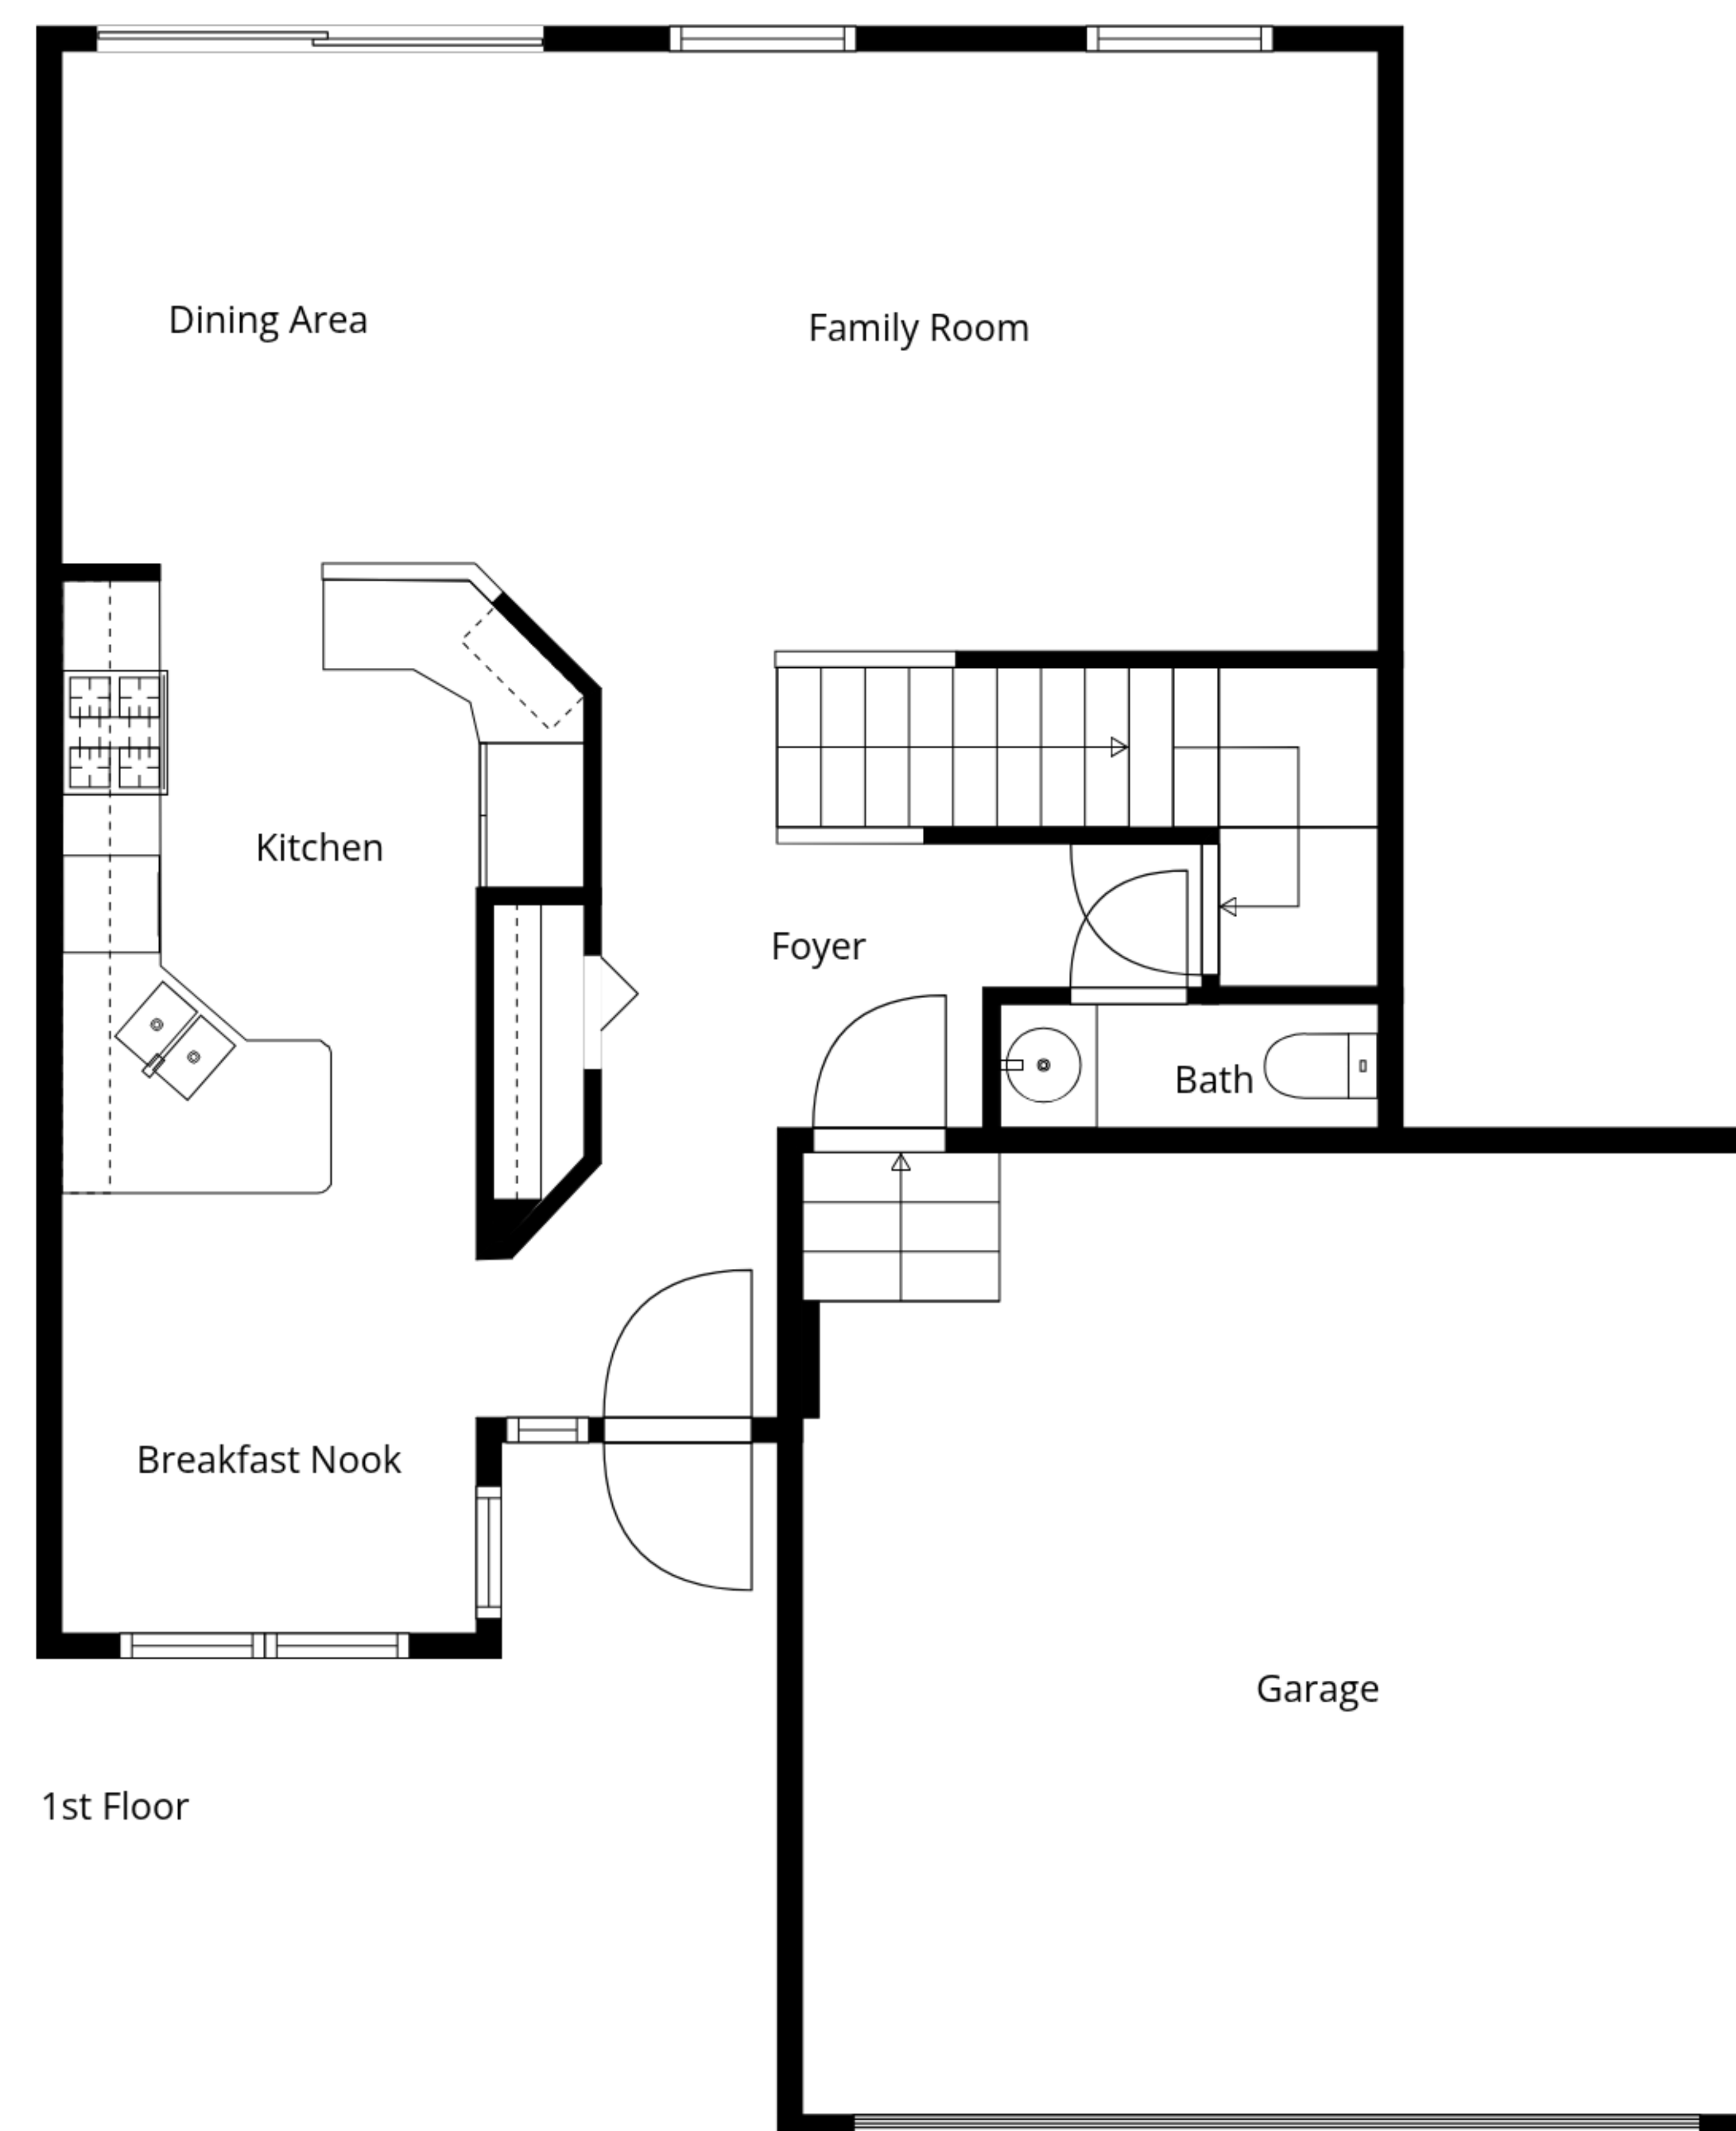 Dining Area
Family Room
Kitchen
Foyer
Bath
Breakfast Nook
Garage
1st Floor